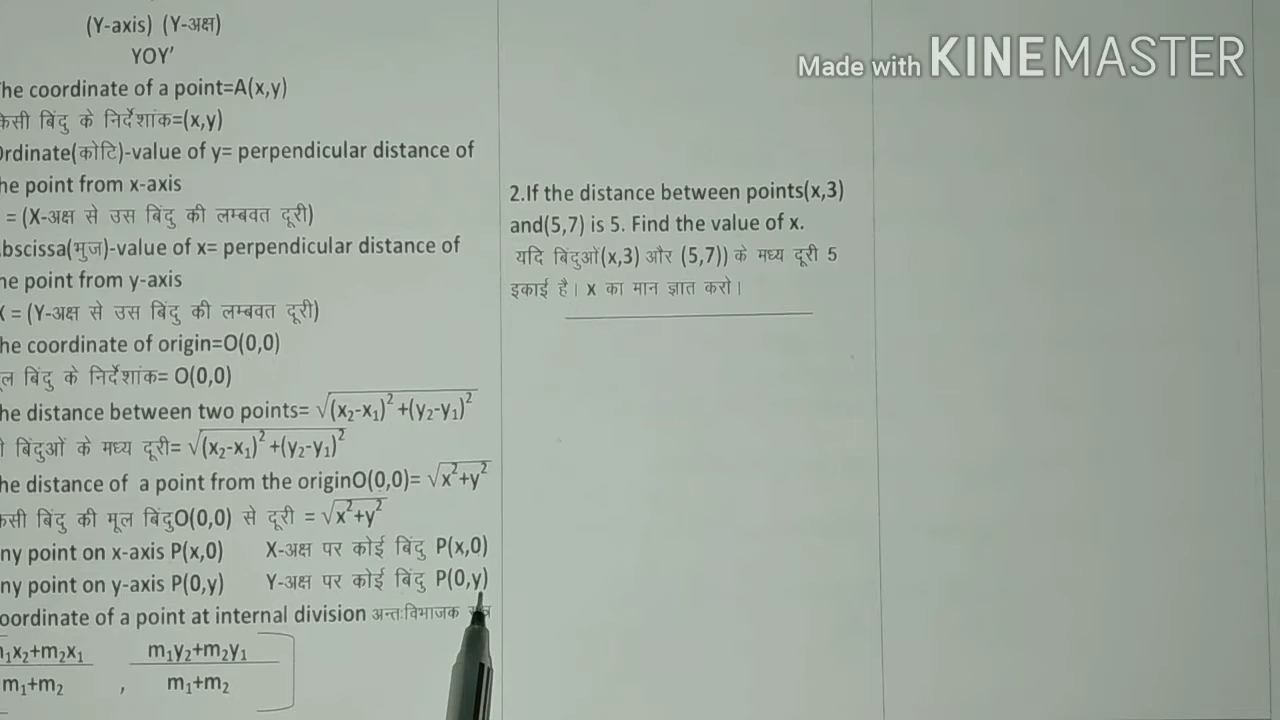 (Y-axis) (Y-अक्ष)
YOY′
he coordinate of a point=A(x,y)
केसी बिंदु के निर्देशांक=(x,y)
Ordinate(कोटि)-value of y= perpendicular distance of
he point from x-axis
= (X-अक्ष से उस बिंदु की लम्बवत दूरी)
bscissa(भुज)-value of x= perpendicular distance of
he point from y-axis
X = (Y-अक्ष से उस बिंदु की लम्बवत दूरी)
he coordinate of origin=O(0,0)
ूल बिंदु के निर्देशांक= O(0,0)
he distance between two points= √(x₂-x₁)² +(y₂-y₁)²
ो बिंदुओं के मध्य दूरी= √(x₂-x₁)² +(y₂-y₁)²
he distance of a point from the originO(0,0)= √x²+y²
केसी बिंदु की मूल बिंदुO(0,0) से दूरी = √x²+y²
ny point on x-axis P(x,0) X-अक्ष पर कोई बिंदु P(x,0)
ny point on y-axis P(0,y) Y-अक्ष पर कोई बिंदु P(0,y)
oordinate of a point at internal division अन्तःविभाजक
m₁x₂+m₂x₁ m₁y₂+m₂y₁
m₁+m₂ , m₁+m₂
Made with KINEMASTER
2.If the distance between points(x,3)
and(5,7) is 5. Find the value of x.
यदि बिंदुओं(x,3) और (5,7)) के मध्य दूरी 5
इकाई है। x का मान ज्ञात करो।